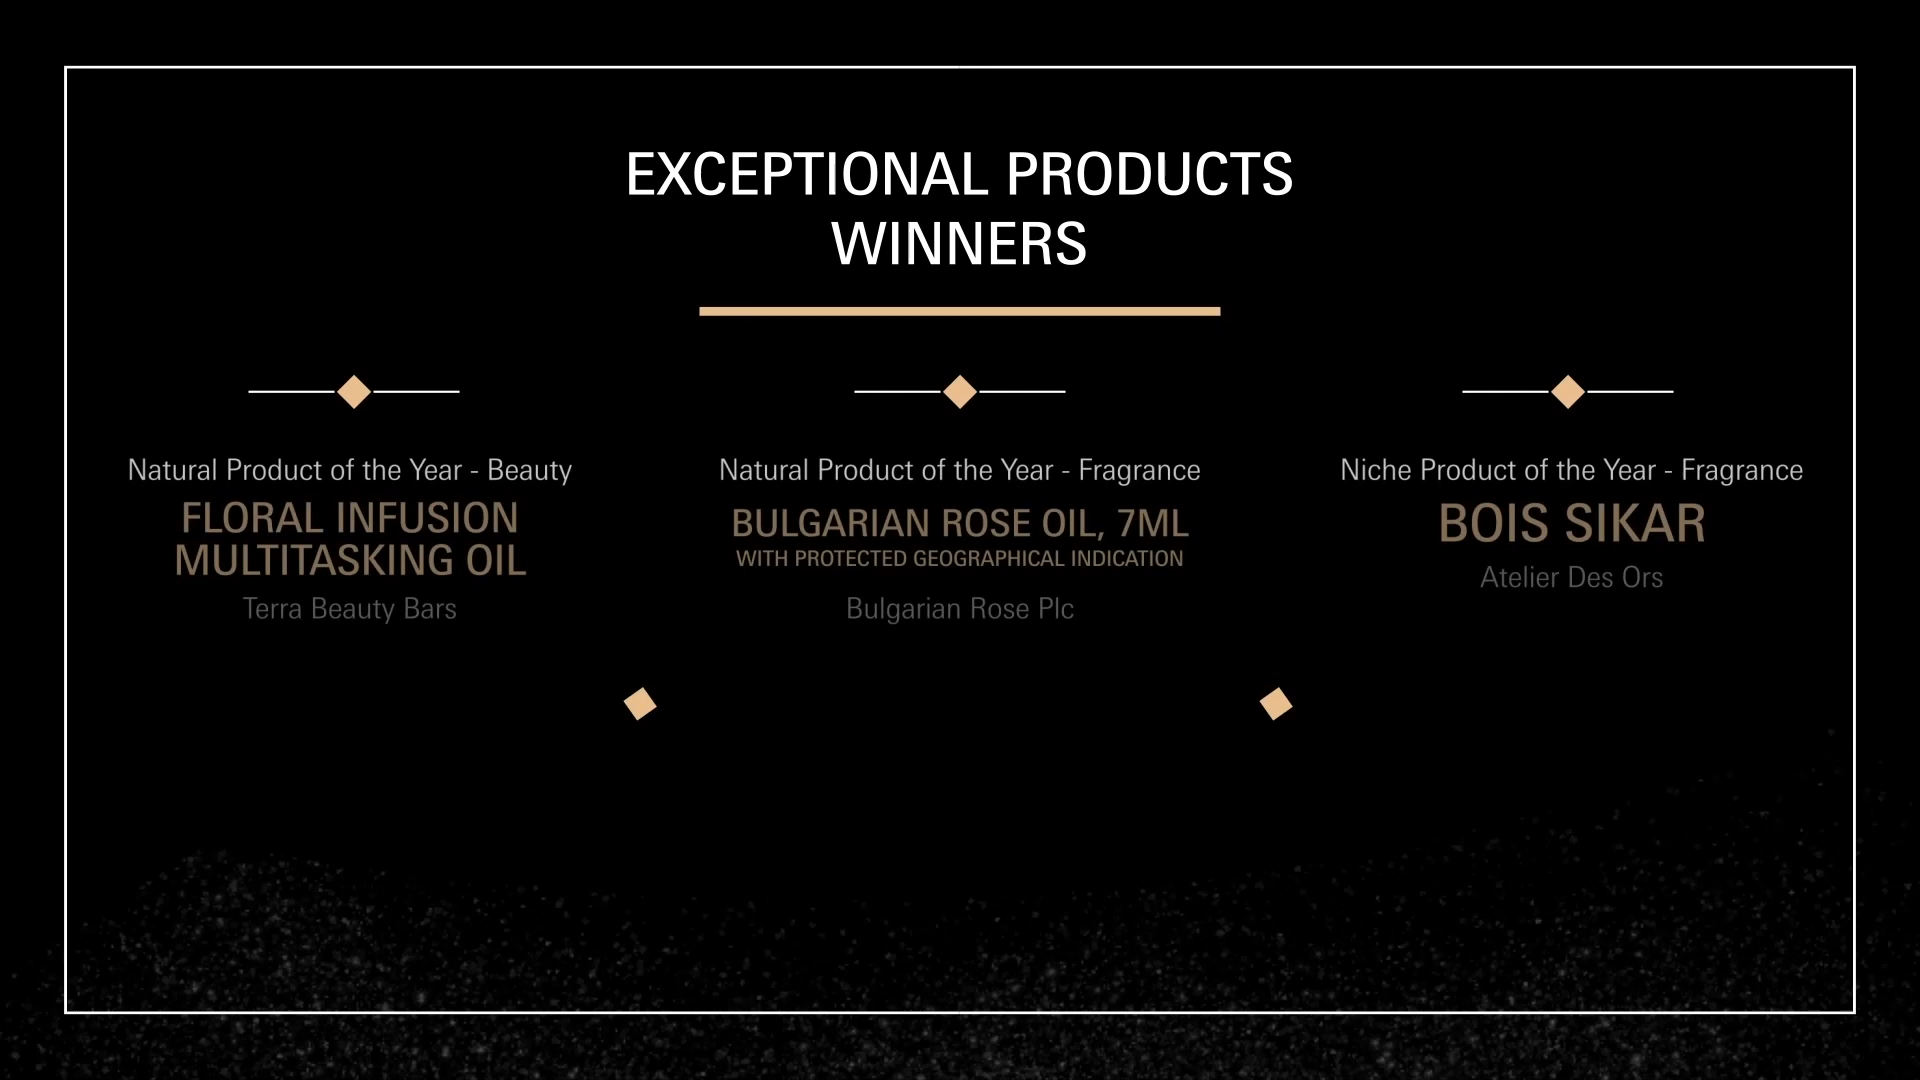 EXCEPTIONAL PRODUCTS
WINNERS
Natural Product of the Year - Beauty
FLORAL INFUSION
MULTITASKING OIL
Terra Beauty Bars
Natural Product of the Year - Fragrance
BULGARIAN ROSE OIL, 7ML
WITH PROTECTED GEOGRAPHICAL INDICATION
Bulgarian Rose Plc
Niche Product of the Year - Fragrance
BOIS SIKAR
Atelier Des Ors